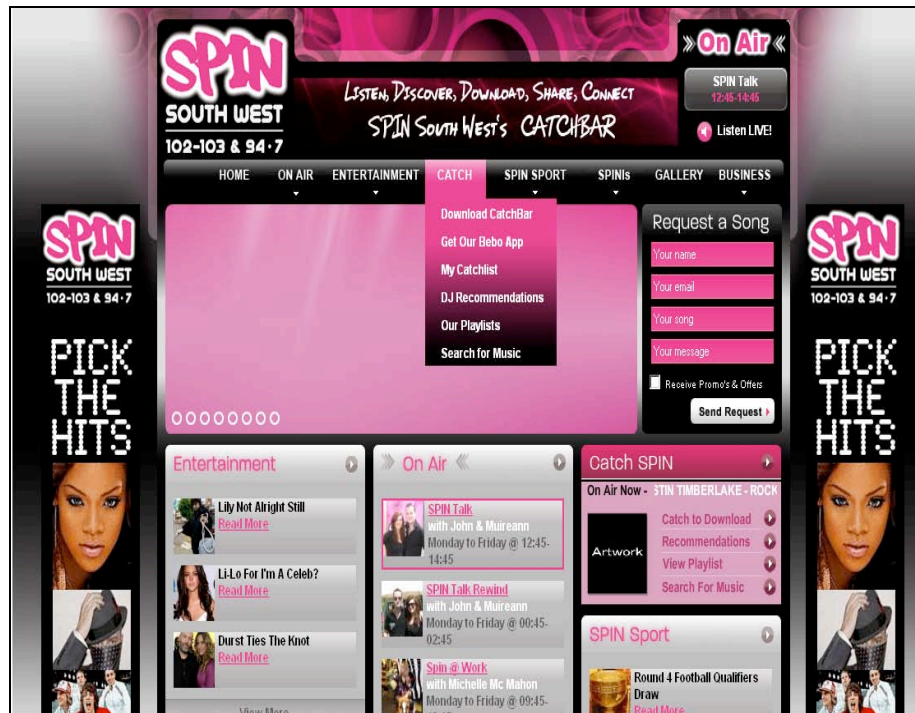 SPIN
SOUTH WEST
102-103 & 94·7
LISTEN, DISCOVER, DOWNLOAD, SHARE, CONNECT
SPIN SOUTH WEST'S CATCHBAR
»On Air«
SPIN Talk
12:45-14:45
Listen LIVE!
HOME ON AIR ENTERTAINMENT CATCH SPIN SPORT SPINIs GALLERY BUSINESS
Download CatchBar
Get Our Bebo App
My Catchlist
DJ Recommendations
Our Playlists
Search for Music
Request a Song
Your name
Your email
Your song
Your message
Receive Promo's & Offers
Send Request
SPIN
SOUTH WEST
102-103 & 94·7
PICK
THE
HITS
Entertainment
Lily Not Alright Still
Read More
Li-Lo For I'm A Celeb?
Read More
Durst Ties The Knot
Read More
View More
» On Air «
SPIN Talk
with John & Muireann
Monday to Friday @ 12:45-
14:45
SPIN Talk Rewind
with John & Muireann
Monday to Friday @ 00:45-
02:45
Spin @ Work
with Michelle Mc Mahon
Monday to Friday @ 09:45-
Catch SPIN
On Air Now - STIN TIMBERLAKE - ROCK
Artwork
Catch to Download
Recommendations
View Playlist
Search For Music
SPIN Sport
Round 4 Football Qualifiers
Draw
Read More
SPIN
SOUTH WEST
102-103 & 94·7
PICK
THE
HITS